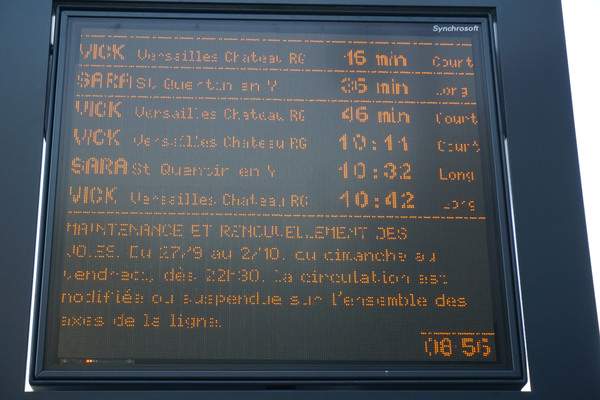 Synchrosoft
VICK Versailles Chateau RG 16 min Court
SARA St Quentin en Y 36 min Long
VICK Versailles Chateau RG 46 min Court
VICK Versailles Chateau RG 10:11 Court
SARA St Quentin en Y 10:32 Long
VICK Versailles Chateau RG 10:42 Long
MAINTENANCE ET RENOUVELLEMENT DES
VOIES. Du 27/9 au 2/10, du dimanche au
vendredi, dès 22h30. la circulation est
modifiée ou suspendue sur l'ensemble des
axes de la ligne.
08:56